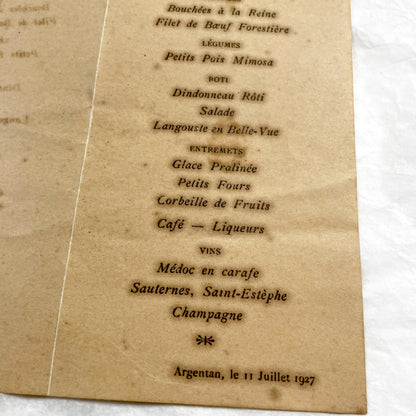 Bouchées à la Reine
Filet de Bœuf Forestière
LÉGUMES
Petits Pois Mimosa
ROTI
Dindonneau Rôti
Salade
Langouste en Belle-Vue
ENTREMETS
Glace Pralinée
Petits Fours
Corbeille de Fruits
Café — Liqueurs
VINS
Médoc en carafe
Sauternes, Saint-Estèphe
Champagne
Argentan, le 11 Juillet 1927